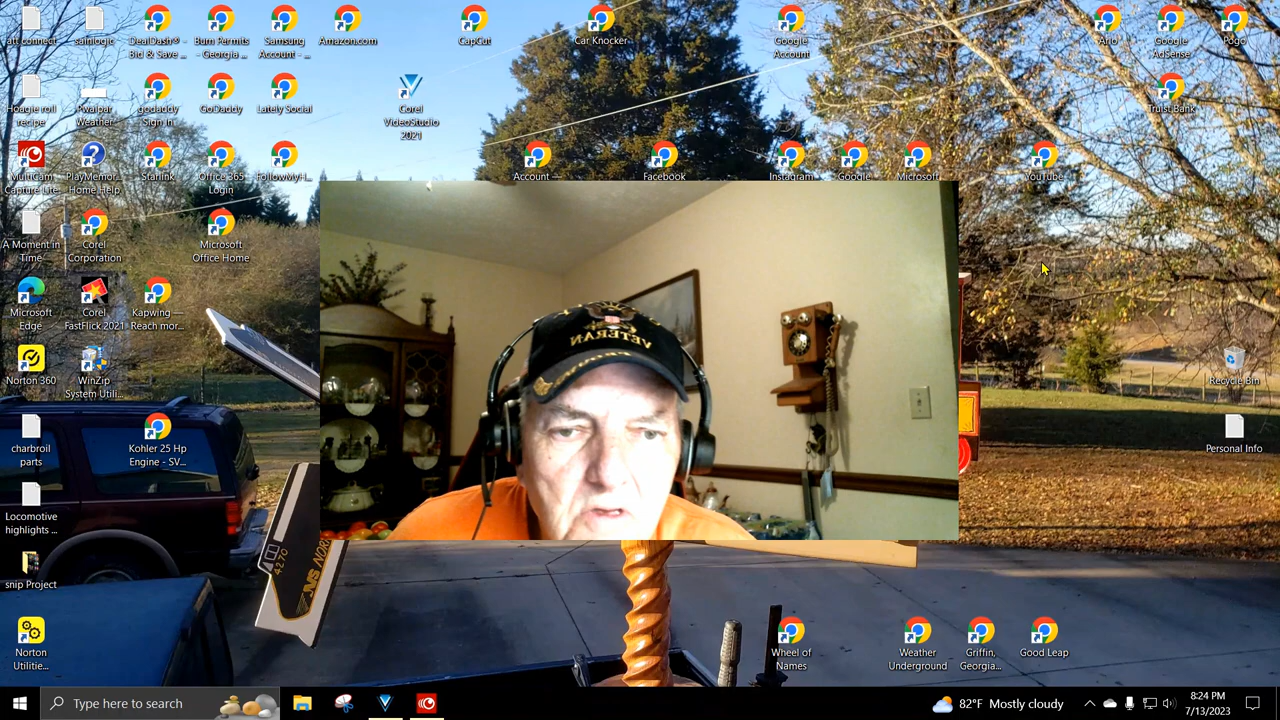 att connect
sainlogic
DealDash® -
Bid & Save ...
Burn Permits
- Georgia ...
Samsung
Account - ...
Amazon.com
CapCut
Car Knocker
Google
Account
Arlo
Google
AdSense
Pogo
Hoagie roll
recipe
Pwalpar
Weather
godaddy
Sign In
GoDaddy
Lately Social
Corel
VideoStudio
2021
Truist Bank
MultiCam
Capture Lite
PlayMemor...
Home Help
Starlink
Office 365
Login
FollowMyH...
Account —
Facebook
Instagram
Google
Microsoft
YouTube
A Moment in
Time
Corel
Corporation
Microsoft
Office Home
Microsoft
Edge
Corel
FastFlick 2021
Kapwing —
Reach mor...
VETERAN
Norton 360
WinZip
System Utili...
Recycle Bin
charbroil
parts
Kohler 25 Hp
Engine - SV...
Personal Info
Locomotive
highlights ...
snip Project
4270
NS
Norton
Utilitie...
Wheel of
Names
Weather
Underground
Griffin,
Georgia...
Good Leap
Type here to search
82°F Mostly cloudy
8:24 PM
7/13/2023